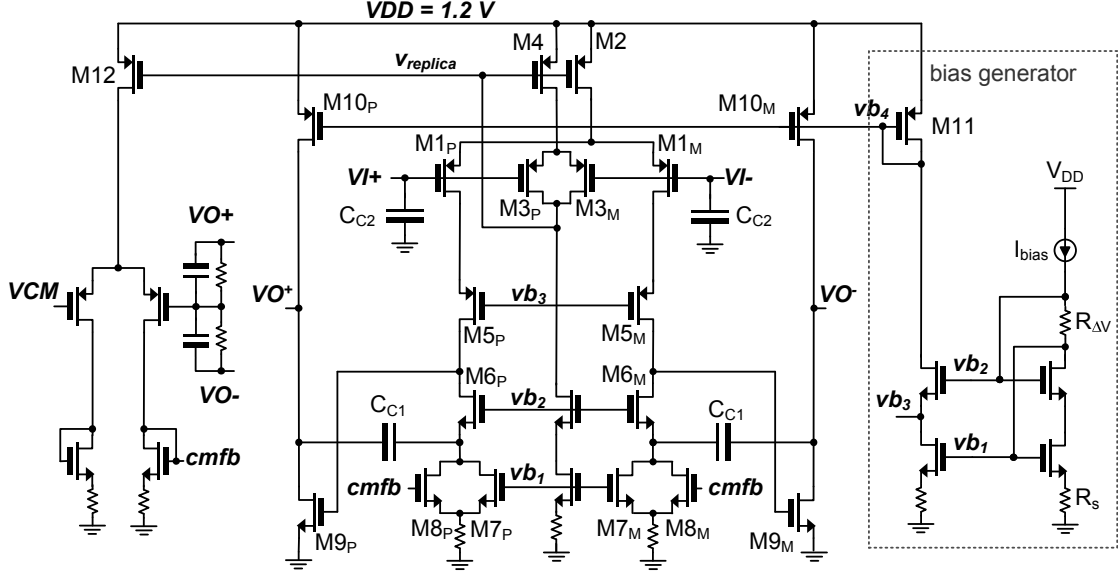 VDD = 1.2 V
M4 M2
M12 v_replica bias generator
M10P M10M vb4 M11
M1P M1M
VI+ VI-
M3P M3M
CC2 CC2
VDD
VO+
Ibias
VCM VO+ vb3 VO-
RΔV
M5P M5M
VO-
M6P M6M vb2
CC1 vb2 CC1
vb3
cmfb vb1
cmfb vb1 cmfb
M8P M7P M7M M8M Rs
M9P M9M